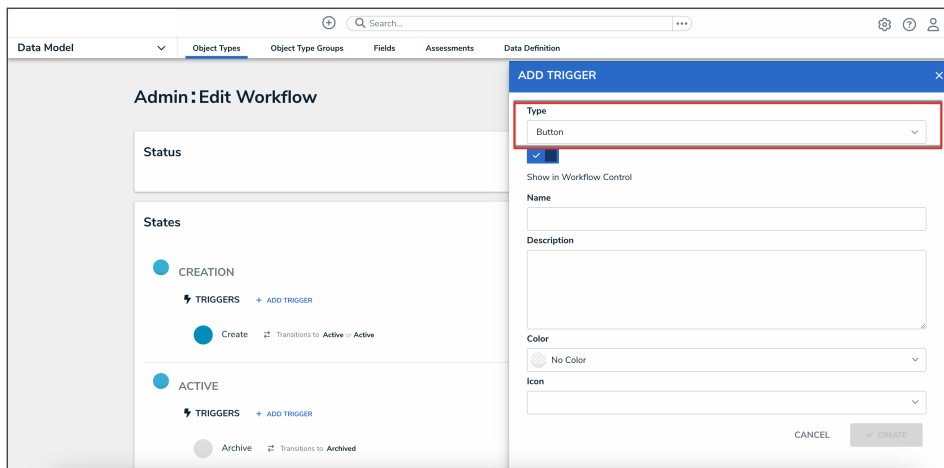 Search...
Data Model
Object Types
Object Type Groups
Fields
Assessments
Data Definition
Admin:Edit Workflow
Status
States
CREATION
TRIGGERS
+ ADD TRIGGER
Create
Transitions to Active or Active
ACTIVE
TRIGGERS
+ ADD TRIGGER
Archive
Transitions to Archived
ADD TRIGGER
Type
Button
Show in Workflow Control
Name
Description
Color
No Color
Icon
CANCEL
CREATE